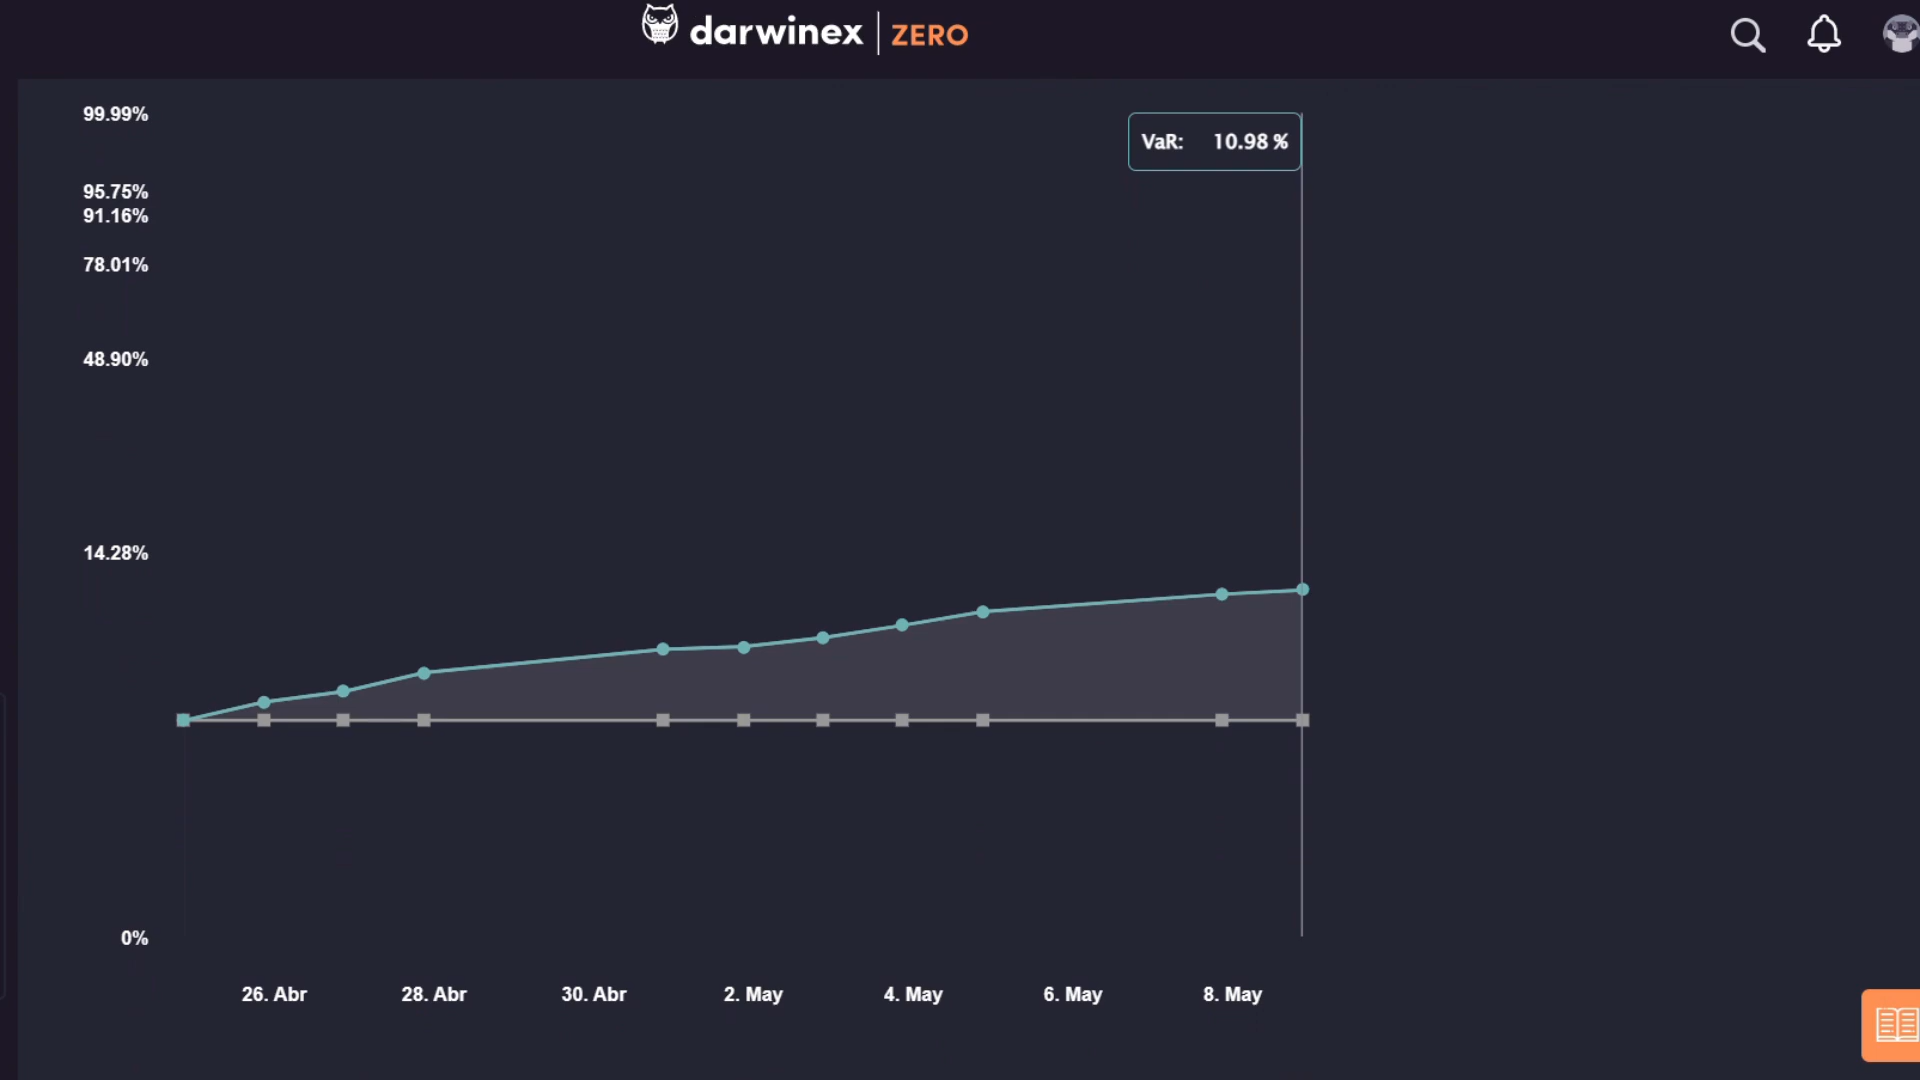 darwinex | ZERO
99.99%
VaR: 10.98 %
95.75%
91.16%
78.01%
48.90%
14.28%
0%
26. Abr 28. Abr 30. Abr 2. May 4. May 6. May 8. May